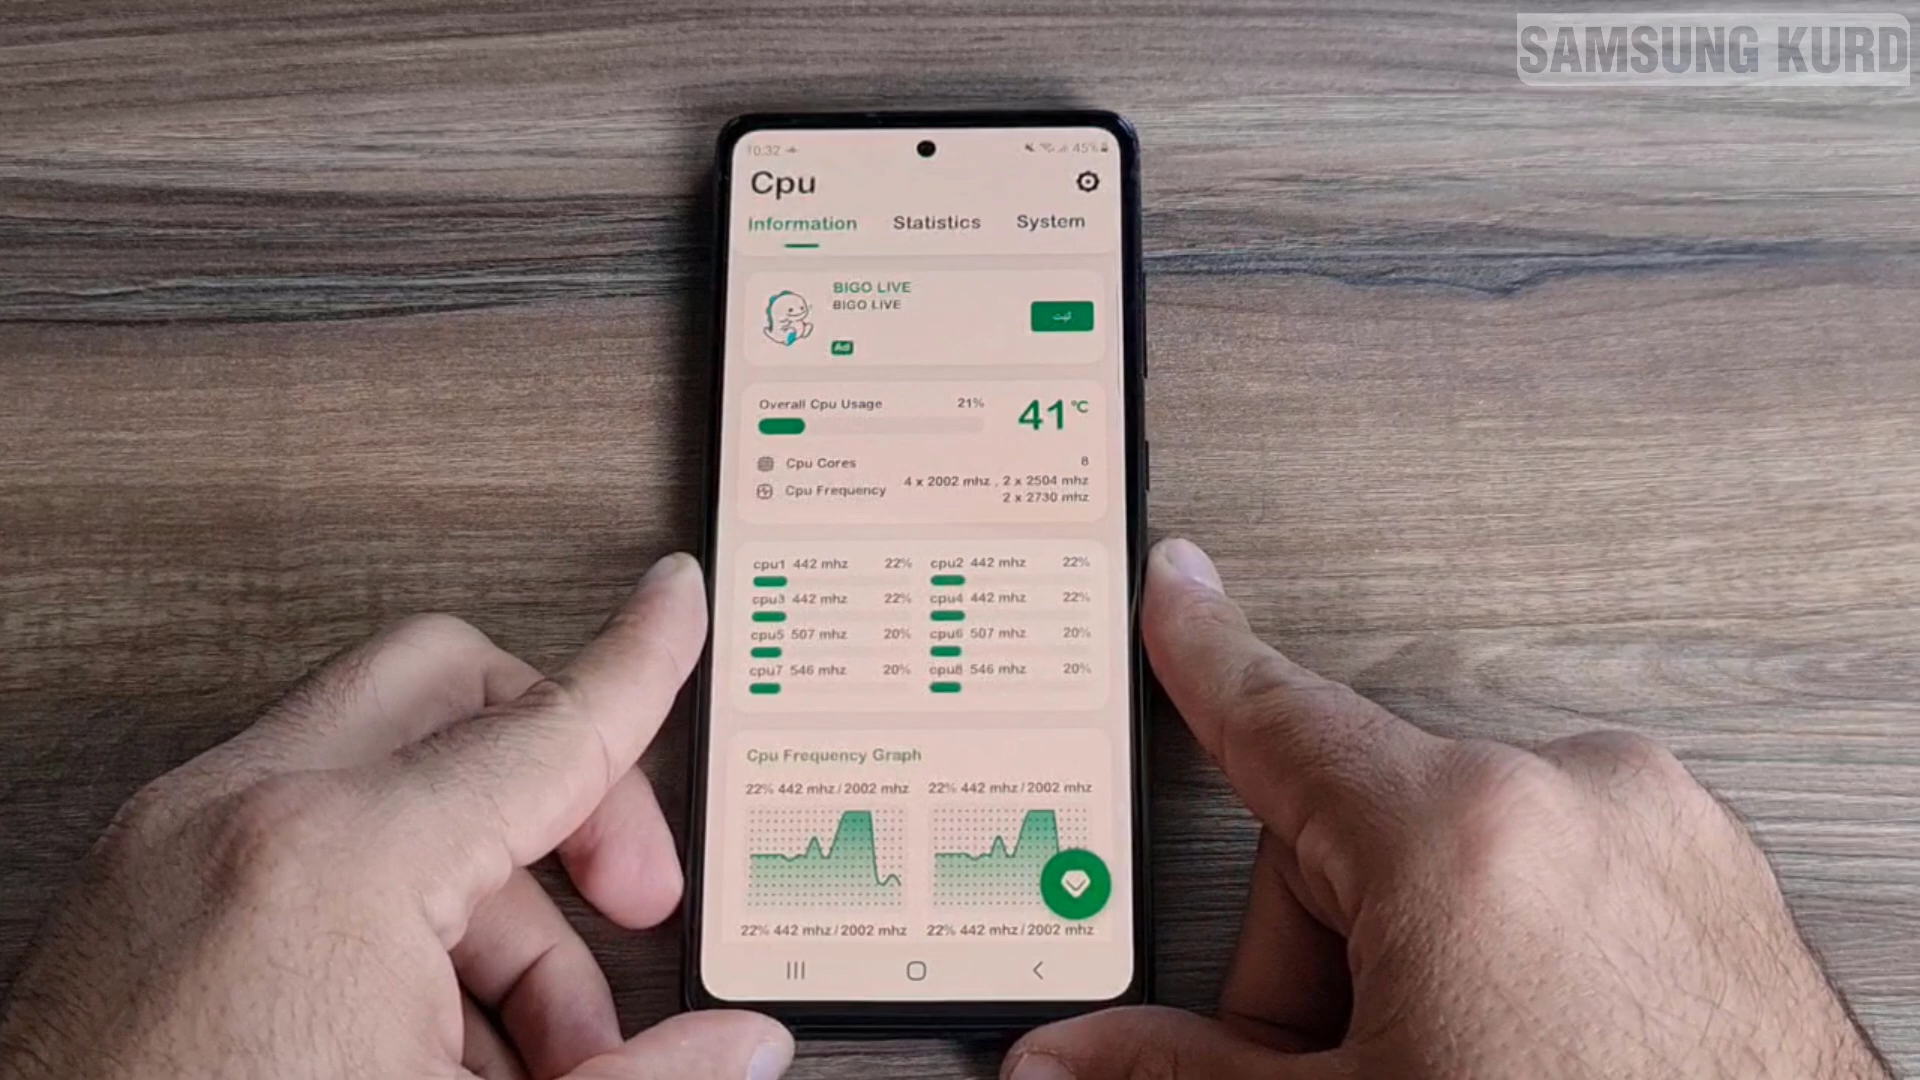 SAMSUNG KURD
10:32
45%
Cpu
Information Statistics System
BIGO LIVE
BIGO LIVE
ثبت
Ad
Overall Cpu Usage 21% 41°C
Cpu Cores 8
Cpu Frequency 4 x 2002 mhz , 2 x 2504 mhz
2 x 2730 mhz
cpu1 442 mhz 22% cpu2 442 mhz 22%
cpu3 442 mhz 22% cpu4 442 mhz 22%
cpu5 507 mhz 20% cpu6 507 mhz 20%
cpu7 546 mhz 20% cpu8 546 mhz 20%
Cpu Frequency Graph
22% 442 mhz / 2002 mhz 22% 442 mhz / 2002 mhz
22% 442 mhz / 2002 mhz 22% 442 mhz / 2002 mhz